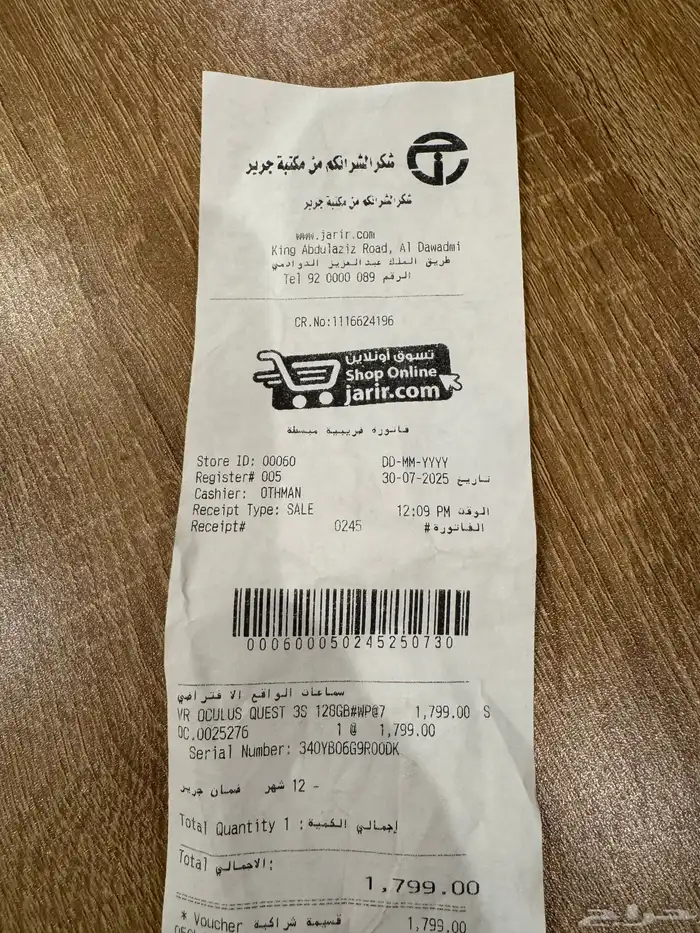 شكرا لشرائكم من مكتبة جرير
شكرا لشرائكم من مكتبة جرير
www.jarir.com
King Abdulaziz Road, Al Dawadmi
طريق الملك عبدالعزيز الدوادمي
Tel 92 0000 089 الرقم
CR.No:1116624196
تسوق أونلاين
Shop Online
jarir.com
فاتورة ضريبية مبسطة
Store ID: 00060 DD-MM-YYYY
Register# 005 30-07-2025 تاريخ
Cashier: OTHMAN
Receipt Type: SALE 12:09 PM الوقت
Receipt# 0245 الفاتورة#
000600050245250730
سماعات الواقع الافتراضي
VR OCULUS QUEST 3S 128GB#WP@7 1,799.00 S
OC.0025276 1 @ 1,799.00
Serial Number: 340YB06G9R00DK
- 12 شهر ضمان جرير
Total Quantity 1 : إجمالي الكمية
Total الاجمالي:
1,799.00
* Voucher قسيمة شرائية 1,799.00
حراج